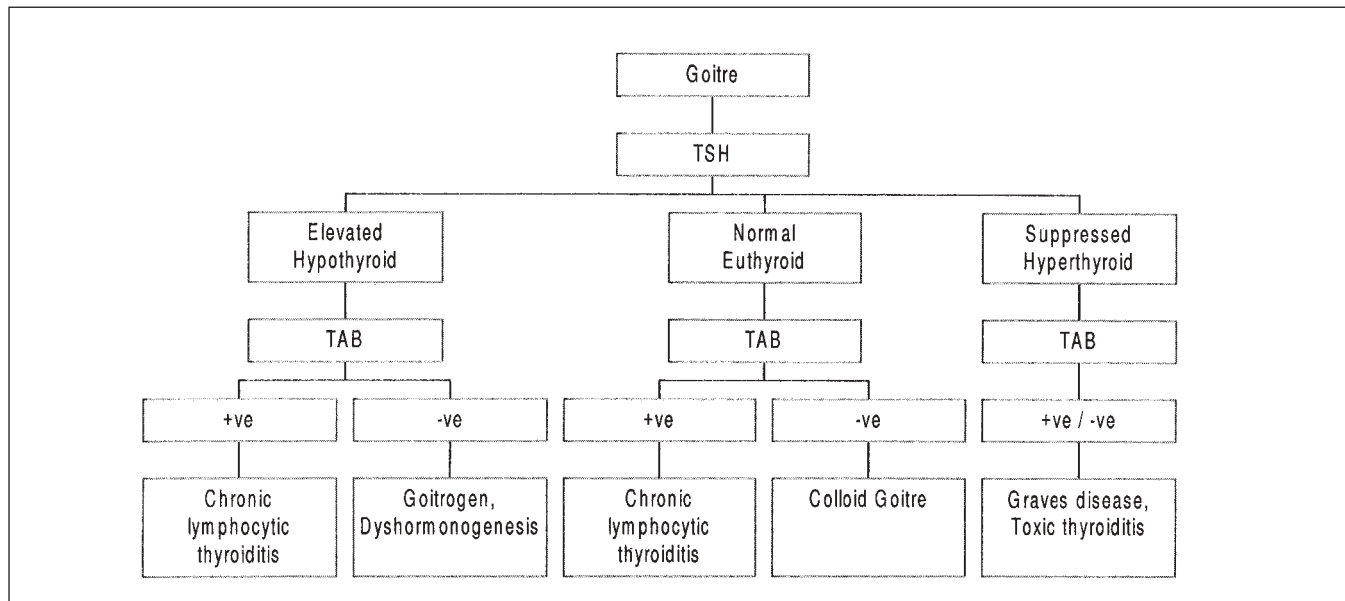 Goitre
TSH
Elevated
Hypothyroid
Normal
Euthyroid
Suppressed
Hyperthyroid
TAB
TAB
TAB
+ve
-ve
+ve
-ve
+ve / -ve
Chronic
lymphocytic
thyroiditis
Goitrogen,
Dyshormonogenesis
Chronic
lymphocytic
thyroiditis
Colloid Goitre
Graves disease,
Toxic thyroiditis